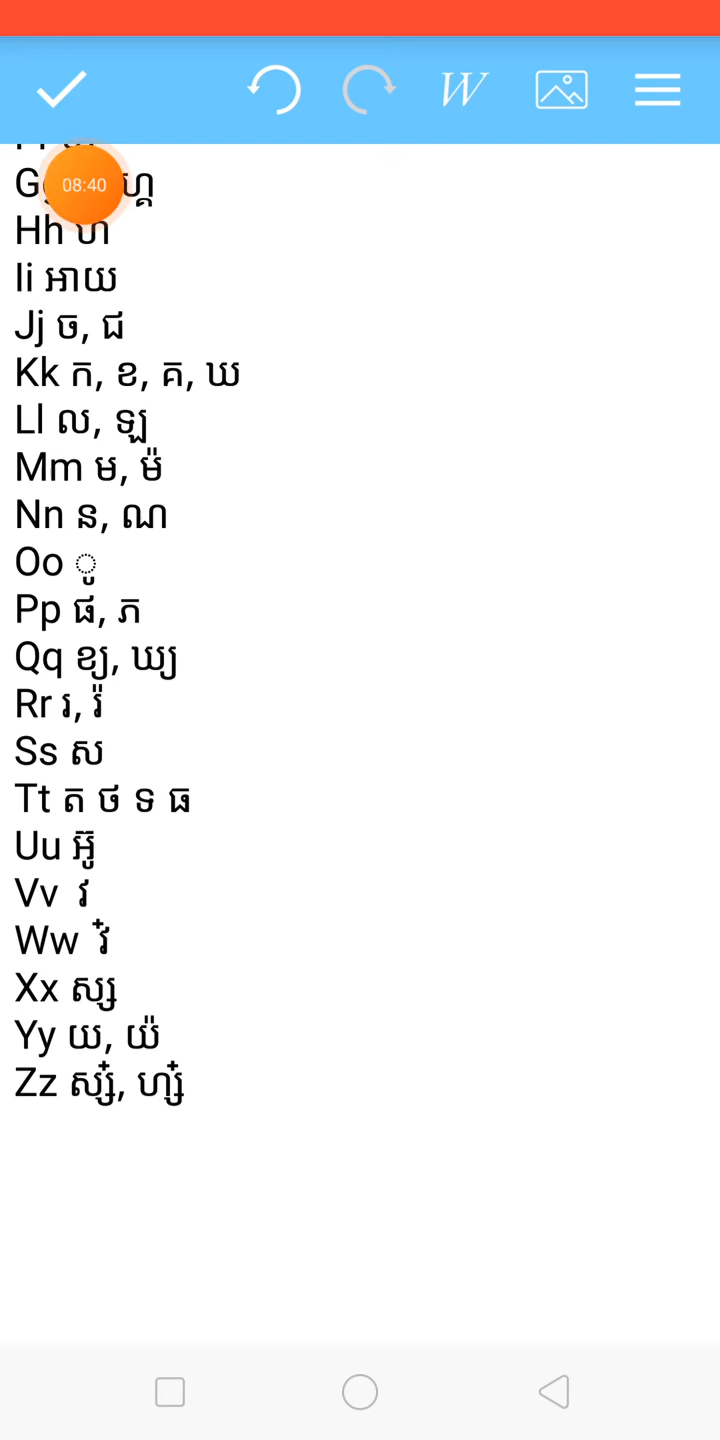 W
08:40
ហ្គ
Hh ហ
Ii អាយ
Jj ច, ជ
Kk ក, ខ, គ, ឃ
Ll ល, ឡ
Mm ម, ម៉
Nn ន, ណ
Oo ូ
Pp ផ, ភ
Qq ខ្យ, ឃ្យ
Rr រ, រ៉
Ss ស
Tt ត ថ ទ ធ
Uu អ៊ូ
Vv វ
Ww វ៎
Xx ស្ស
Yy យ, យ៉
Zz ស្ស៎, ហ្ស៎